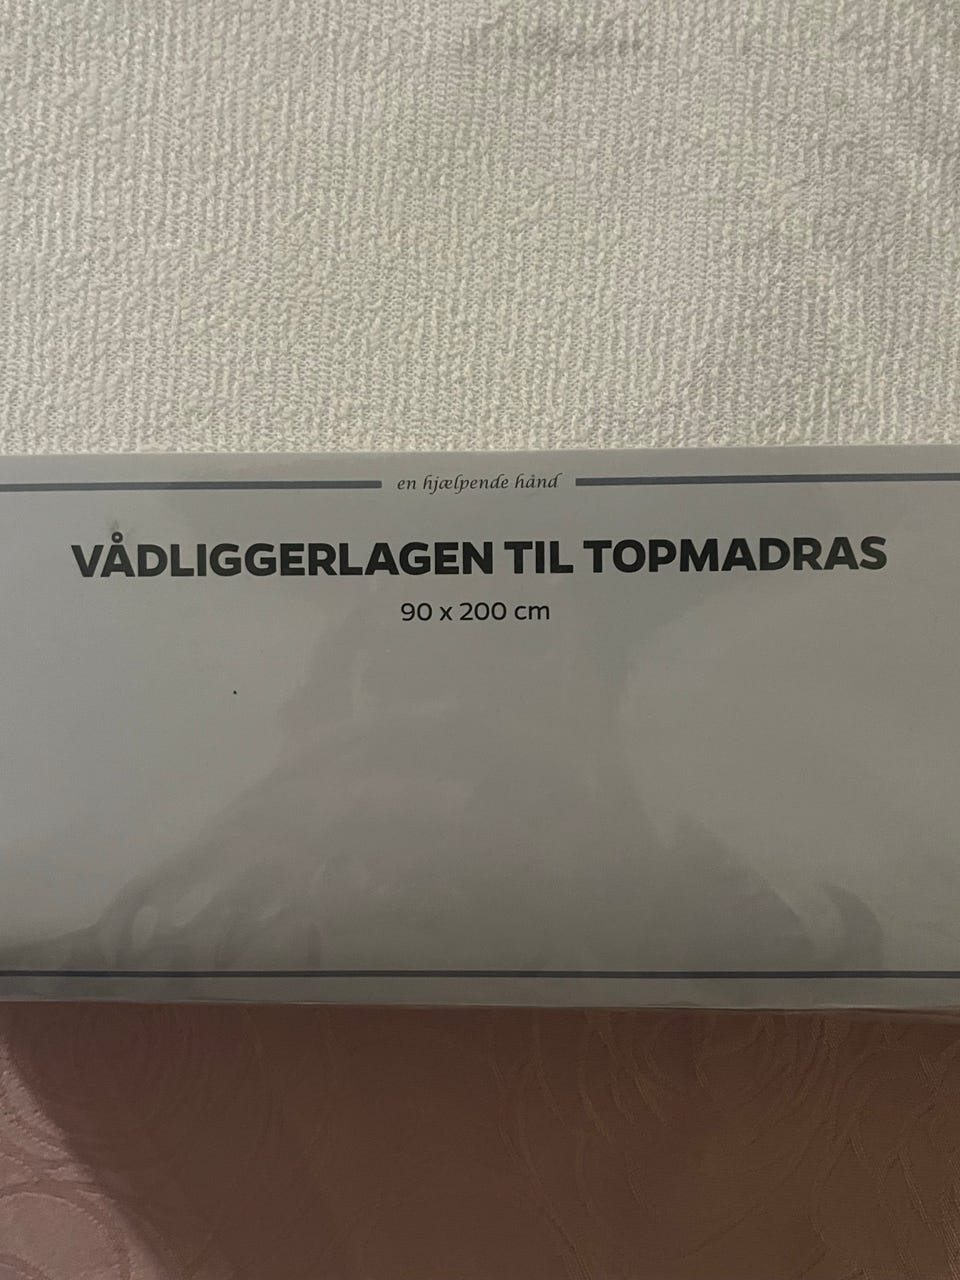 en hjælpende hånd
VÅDLIGGERLAGEN TIL TOPMADRAS
90 x 200 cm